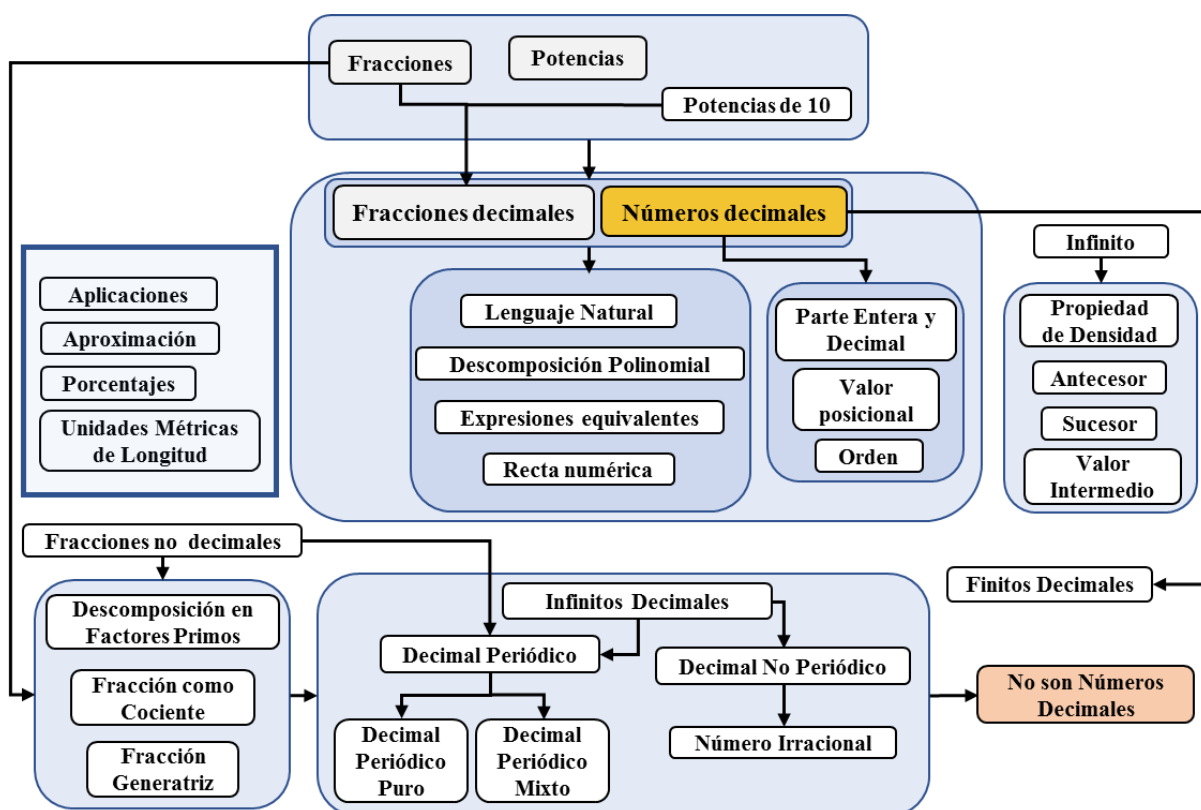 Fracciones
Potencias
Potencias de 10
Fracciones decimales
Números decimales
Aplicaciones
Aproximación
Porcentajes
Unidades Métricas
de Longitud
Lenguaje Natural
Descomposición Polinomial
Expresiones equivalentes
Recta numérica
Parte Entera y
Decimal
Valor
posicional
Orden
Infinito
Propiedad
de Densidad
Antecesor
Sucesor
Valor
Intermedio
Fracciones no decimales
Descomposición en
Factores Primos
Fracción como
Cociente
Fracción
Generatriz
Infinitos Decimales
Decimal Periódico
Decimal No Periódico
Decimal
Periódico
Puro
Decimal
Periódico
Mixto
Número Irracional
Finitos Decimales
No son Números
Decimales